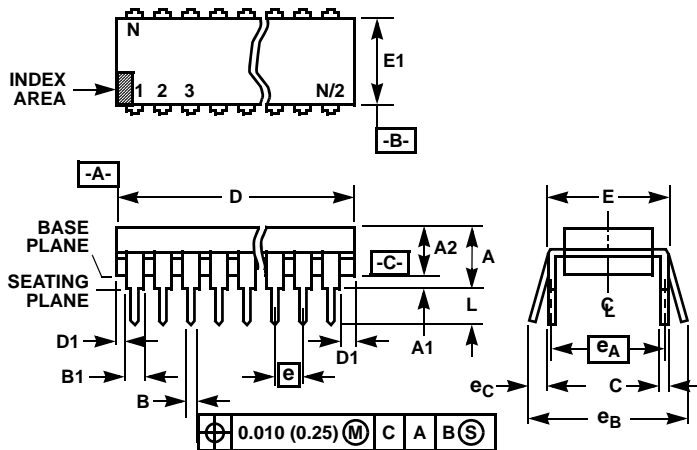 N
INDEX
AREA
1 2 3 N/2
E1
-B-
-A-
D
E
BASE
PLANE
SEATING
PLANE
A2
A
-C-
L
D1
B1
B
e
D1
A1
℄
eA
eC
C
eB
⌖ 0.010 (0.25) Ⓜ C A B Ⓢ